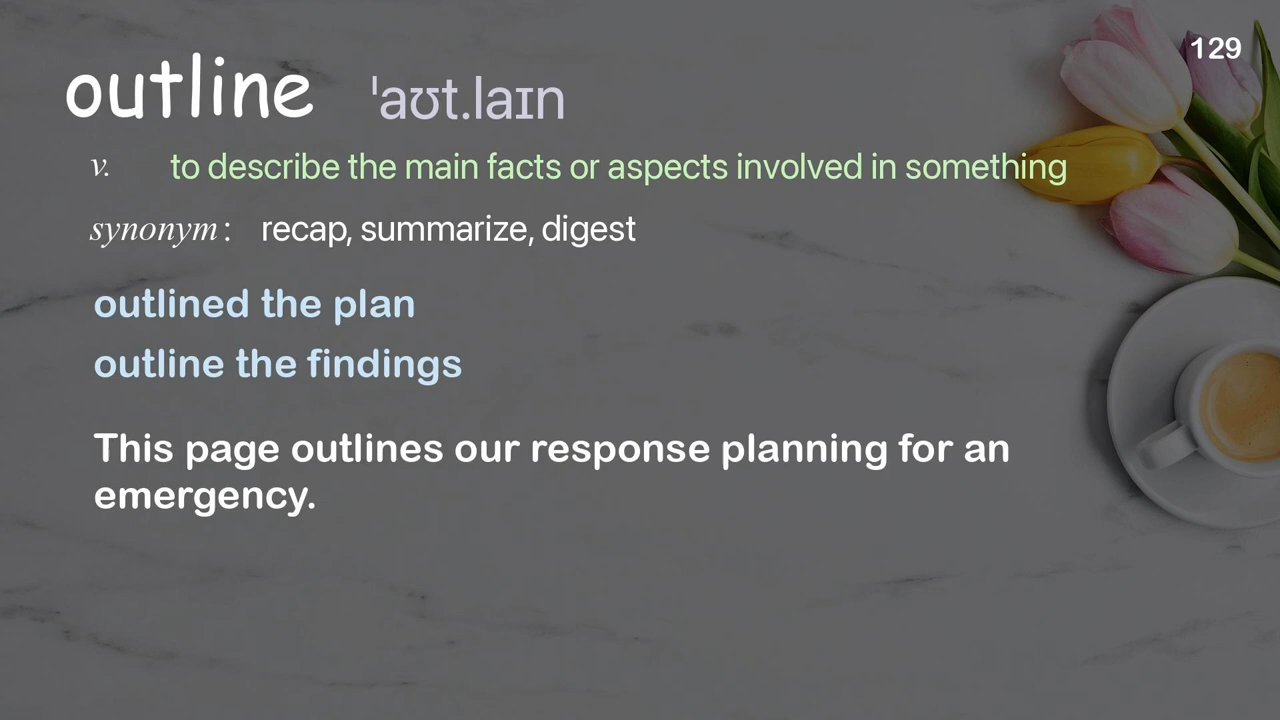 129
outline ˈaʊt.laɪn
v. to describe the main facts or aspects involved in something
synonym: recap, summarize, digest
outlined the plan
outline the findings
This page outlines our response planning for an
emergency.